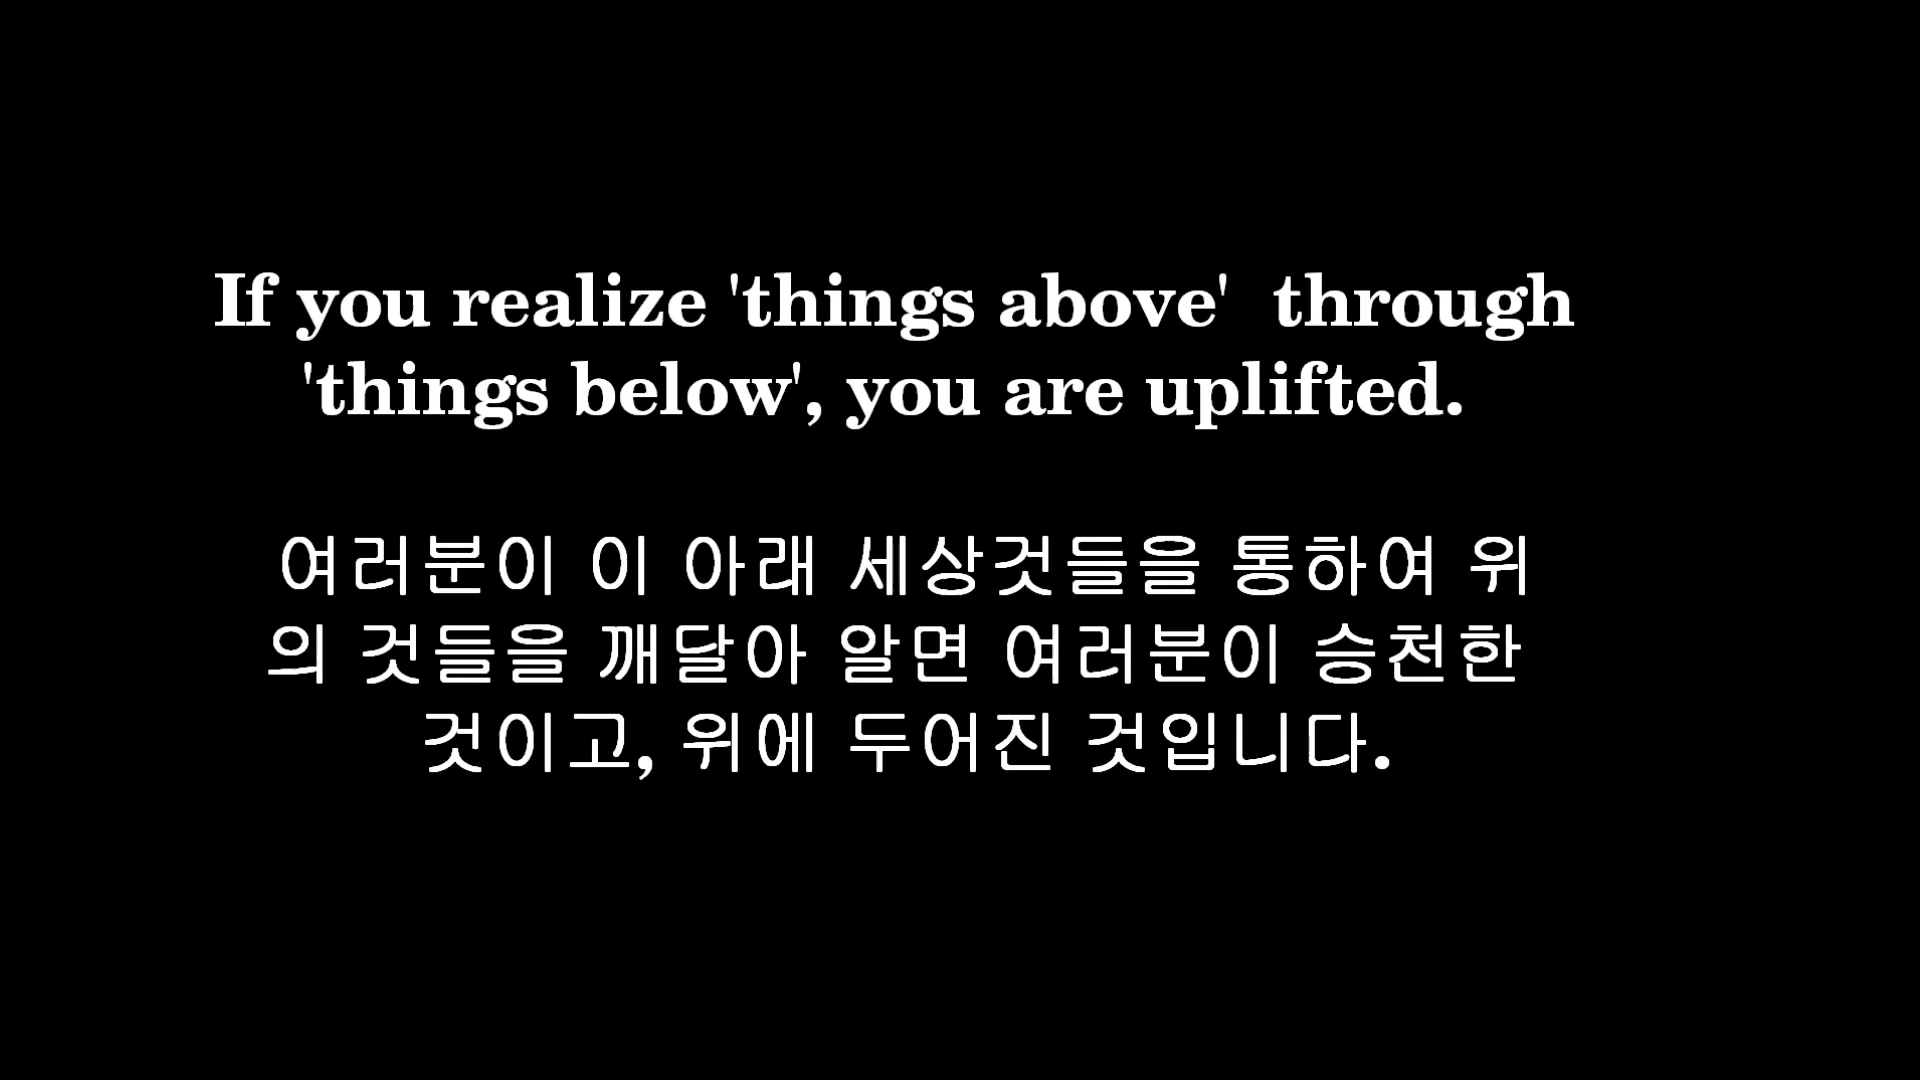 If you realize 'things above'  through
'things below', you are uplifted.
여러분이 이 아래 세상것들을 통하여 위
의 것들을 깨달아 알면 여러분이 승천한
것이고, 위에 두어진 것입니다.